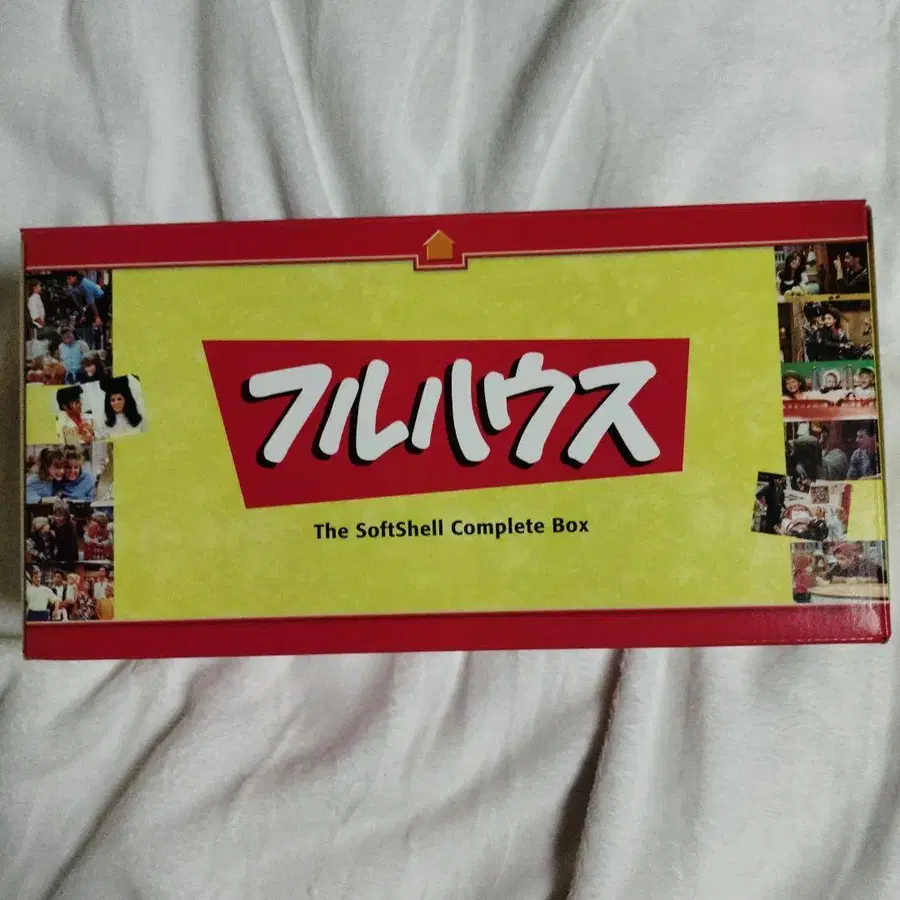 フルハウス
The SoftShell Complete Box